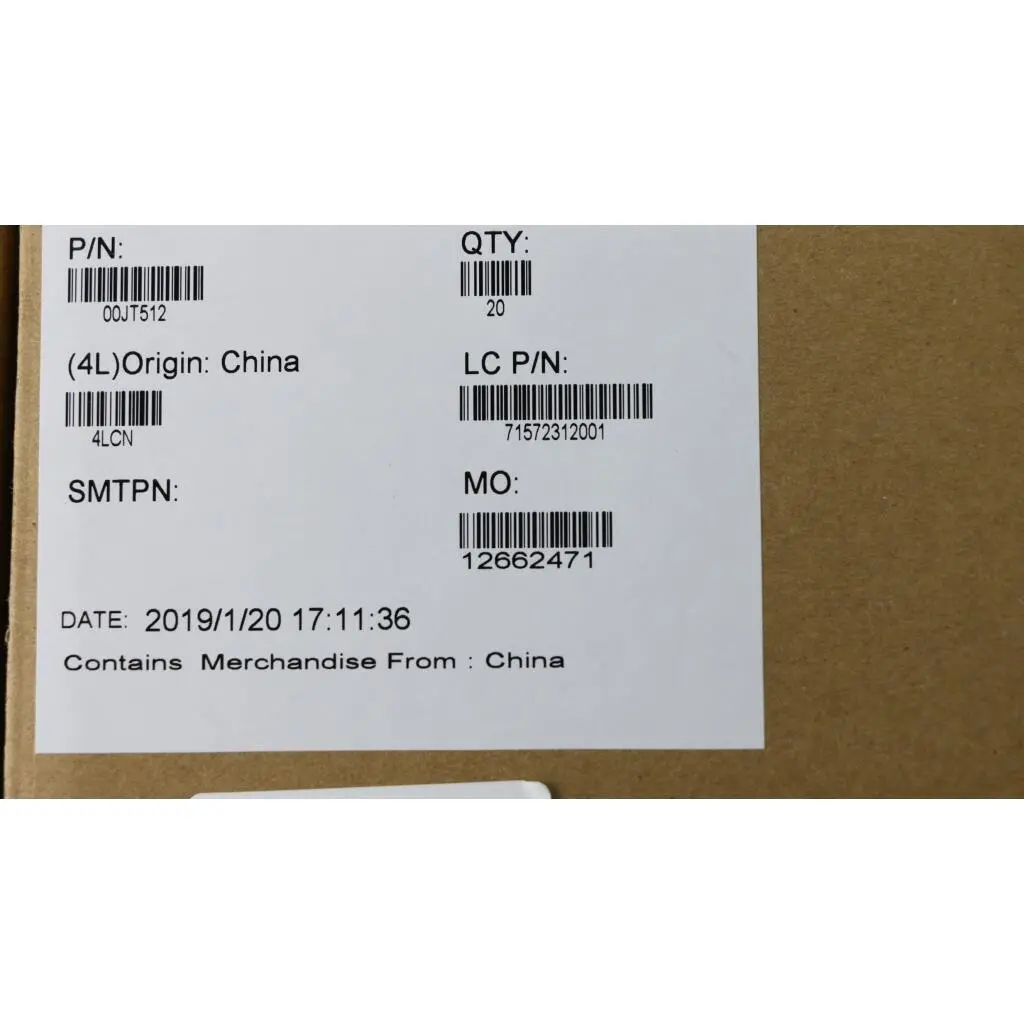 P/N:
00JT512
QTY:
20
(4L)Origin: China
4LCN
LC P/N:
71572312001
SMTPN:
MO:
12662471
DATE: 2019/1/20 17:11:36
Contains Merchandise From : China